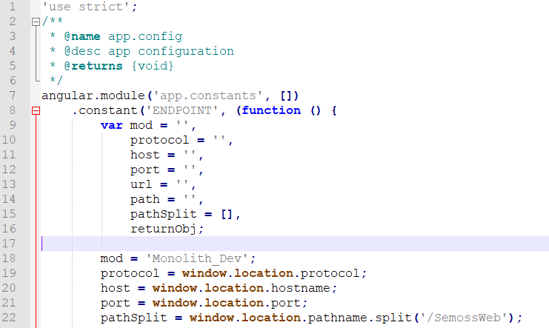 1 'use strict';
2 /**
3 * @name app.config
4 * @desc app configuration
5 * @returns {void}
6 */
7 angular.module('app.constants', [])
8 .constant('ENDPOINT', (function () {
9 var mod = '',
10 protocol = '',
11 host = '',
12 port = '',
13 url = '',
14 path = '',
15 pathSplit = [],
16 returnObj;
17
18 mod = 'Monolith_Dev';
19 protocol = window.location.protocol;
20 host = window.location.hostname;
21 port = window.location.port;
22 pathSplit = window.location.pathname.split('/SemossWeb');